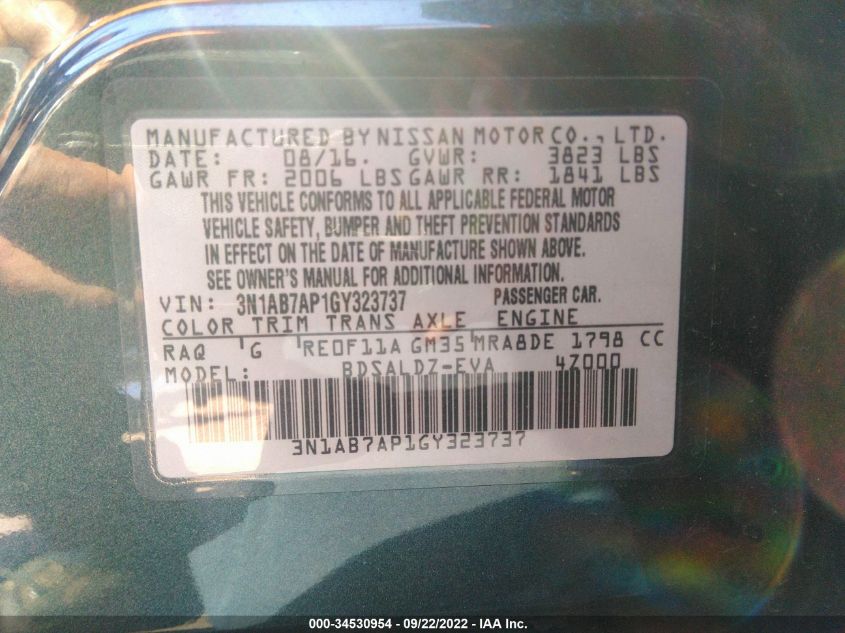 MANUFACTURED BY NISSAN MOTOR CO., LTD.
DATE: 08/16. GVWR: 3823 LBS
GAWR FR: 2006 LBS GAWR RR: 1841 LBS
THIS VEHICLE CONFORMS TO ALL APPLICABLE FEDERAL MOTOR
VEHICLE SAFETY, BUMPER AND THEFT PREVENTION STANDARDS
IN EFFECT ON THE DATE OF MANUFACTURE SHOWN ABOVE.
SEE OWNER'S MANUAL FOR ADDITIONAL INFORMATION.
VIN: 3N1AB7AP1GY323737 PASSENGER CAR.
COLOR TRIM TRANS AXLE ENGINE
RAQ 'G 'RE0F11A GM35'MRA8DE 1798 CC
MODEL: BDSALDZ-EVA 4Z000
3N1AB7AP1GY323737
000-34530954 - 09/22/2022 - IAA Inc.